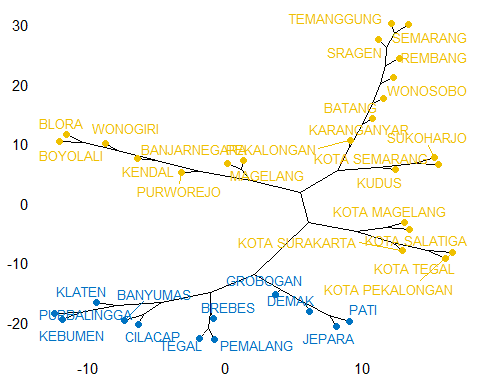 30
TEMANGGUNG
SEMARANG
SRAGEN
REMBANG
20
WONOSOBO
BATANG
BLORA
WONOGIRI
KARANGANYAR
SUKOHARJO
10
BOYOLALI
BANJARNEGARA
PEKALONGAN
KOTA SEMARANG
KENDAL
MAGELANG
KUDUS
PURWOREJO
0
KOTA MAGELANG
KOTA SURAKARTA
KOTA SALATIGA
-10
KOTA TEGAL
GROBOGAN
KOTA PEKALONGAN
KLATEN
BANYUMAS
DEMAK
PURBALINGGA
BREBES
PATI
-20
KEBUMEN
CILACAP
TEGAL
PEMALANG
JEPARA
-10
0
10